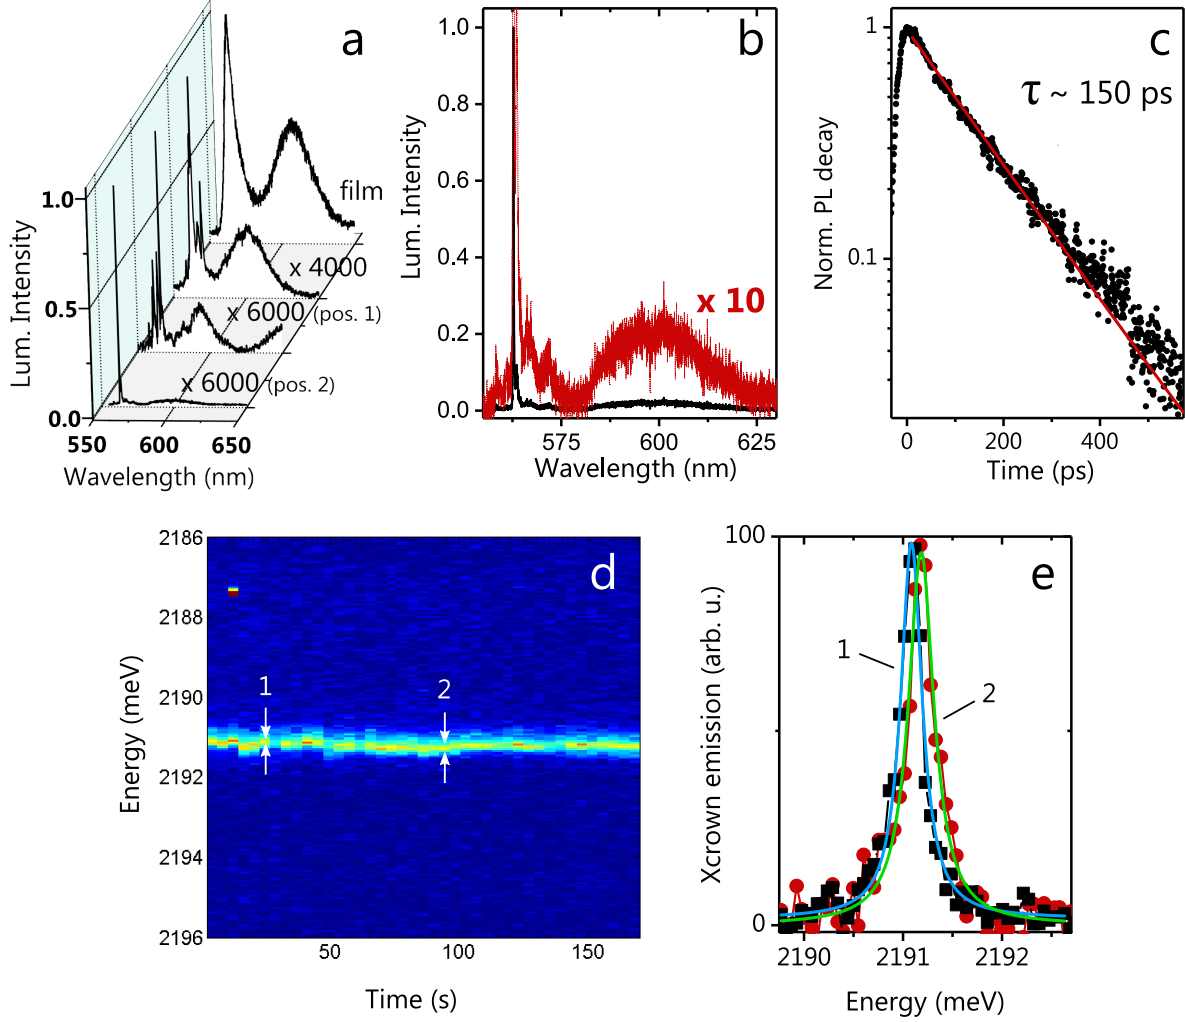 a
1.0
0.5
0.0
Lum. Intensity
film
x 4000
x 6000 (pos. 1)
x 6000 (pos. 2)
550
600
650
Wavelength (nm)
b
1.0
0.8
0.6
0.4
0.2
0.0
Lum. Intensity
x 10
575
600
625
Wavelength (nm)
c
1
0.1
Norm. PL decay
τ ~ 150 ps
0
200
400
Time (ps)
d
2186
2188
2190
2192
2194
2196
Energy (meV)
1
2
50
100
150
Time (s)
e
100
0
Xcrown emission (arb. u.)
1
2
2190
2191
2192
Energy (meV)